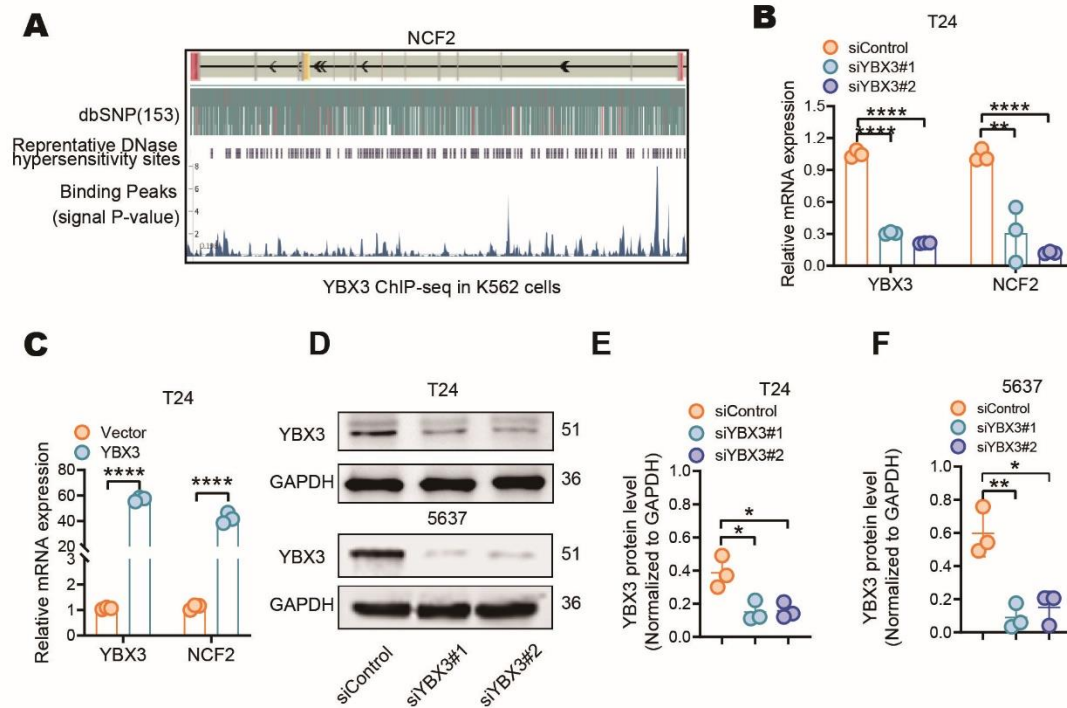 A
NCF2
dbSNP(153)
Reprentative DNase
hypersensitivity sites
Binding Peaks
(signal P-value)
8
6
4
2
YBX3 ChIP-seq in K562 cells
B
T24
siControl
siYBX3#1
siYBX3#2
Relative mRNA expression
1.5
1.2
0.9
0.6
0.3
0.0
****
****
****
**
YBX3
NCF2
C
T24
Vector
YBX3
Relative mRNA expression
80
60
40
20
3
2
1
0
****
****
YBX3
NCF2
D
T24
YBX3
51
GAPDH
36
5637
YBX3
51
GAPDH
36
siControl
siYBX3#1
siYBX3#2
E
T24
siControl
siYBX3#1
siYBX3#2
YBX3 protein level
(Normalized to GAPDH)
1.0
0.8
0.6
0.4
0.2
0.0
*
*
F
5637
siControl
siYBX3#1
siYBX3#2
YBX3 protein level
(Normalized to GAPDH)
1.0
0.8
0.6
0.4
0.2
0.0
*
**